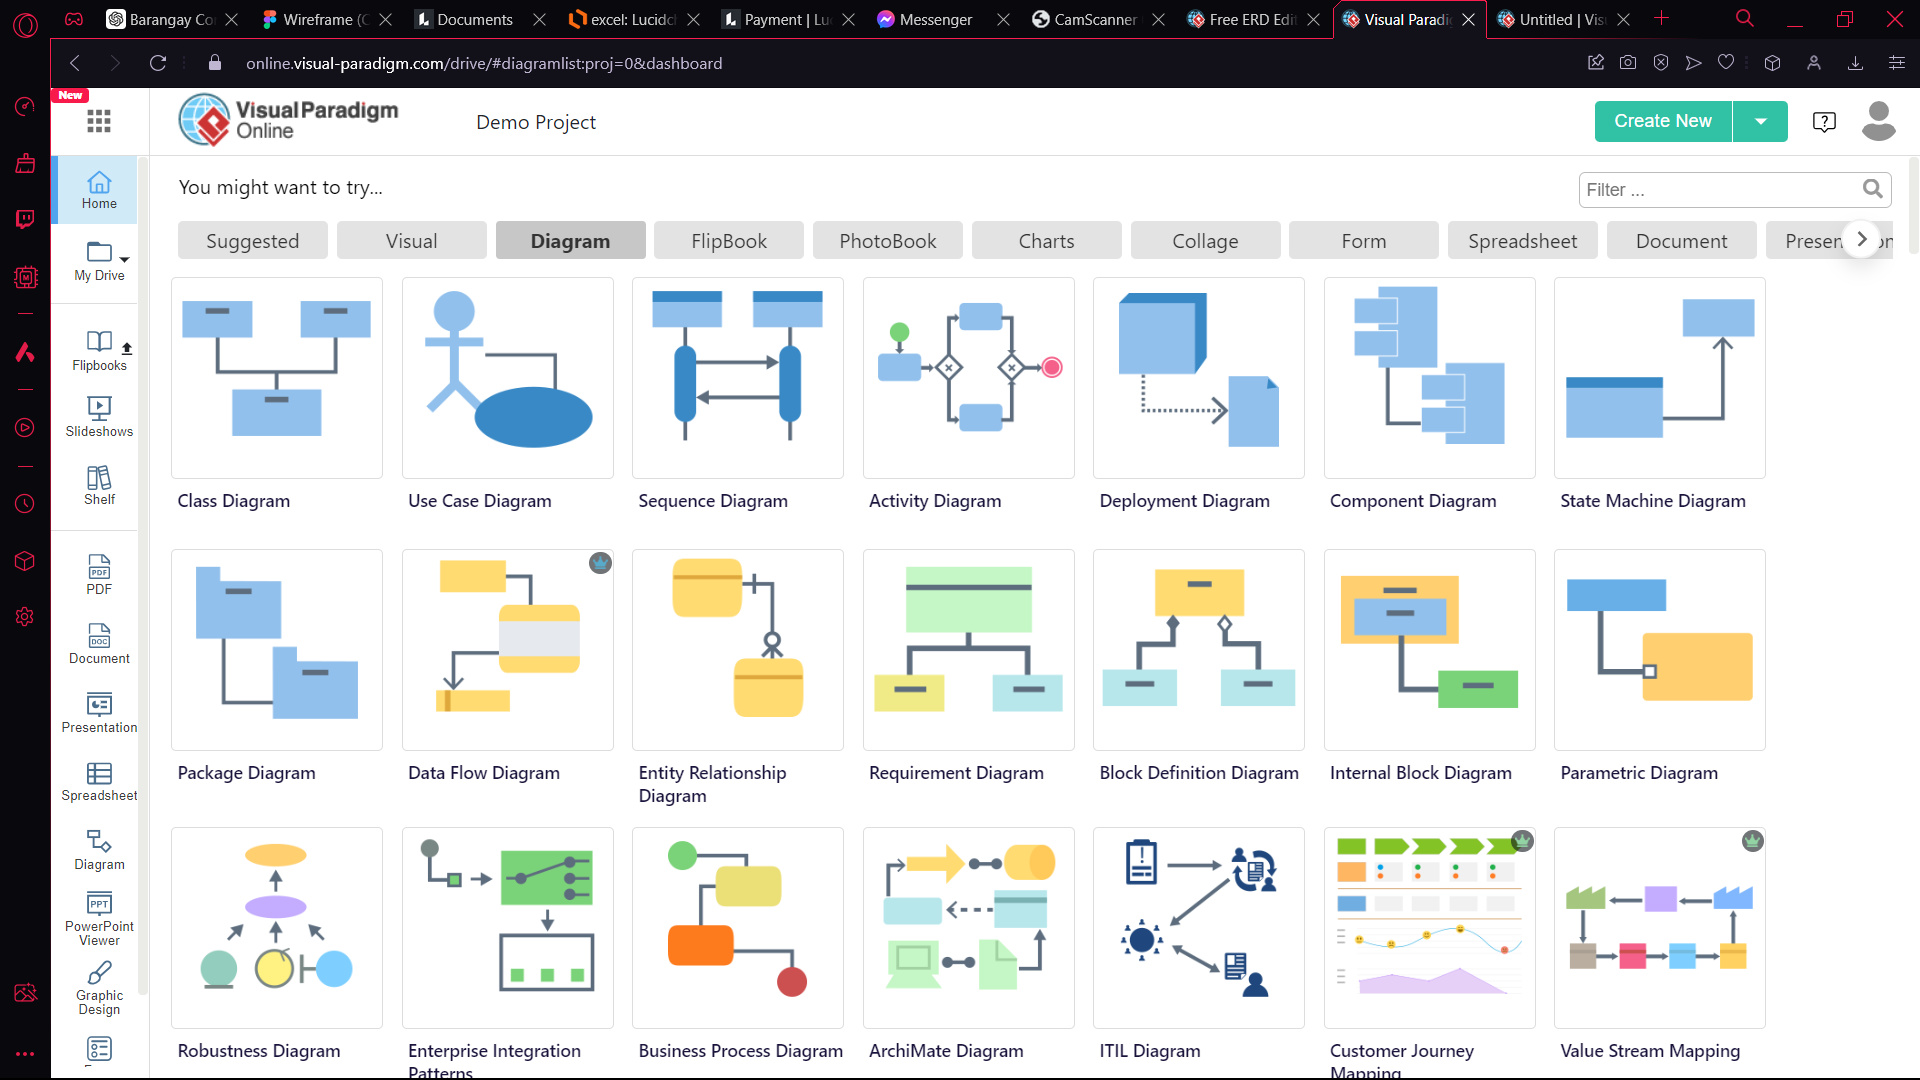 Barangay Co
Wireframe (C
Documents
excel: Lucidch
Payment | Lu
Messenger
CamScanner
Free ERD Edit
Visual Paradi
Untitled | Vis
online.visual-paradigm.com/drive/#diagramlist:proj=0&dashboard
New
Visual Paradigm
Online
Demo Project
Create New
?
Home
My Drive
Flipbooks
Slideshows
Shelf
PDF
PDF
DOC
Document
Presentation
Spreadsheet
Diagram
PPT
PowerPoint
Viewer
Graphic
Design
You might want to try...
Filter ...
Suggested
Visual
Diagram
FlipBook
PhotoBook
Charts
Collage
Form
Spreadsheet
Document
Class Diagram
Use Case Diagram
Sequence Diagram
Activity Diagram
Deployment Diagram
Component Diagram
State Machine Diagram
Package Diagram
Data Flow Diagram
Entity Relationship
Diagram
Requirement Diagram
Block Definition Diagram
Internal Block Diagram
Parametric Diagram
Robustness Diagram
Enterprise Integration
Patterns
Business Process Diagram
ArchiMate Diagram
ITIL Diagram
Customer Journey
Mapping
Value Stream Mapping